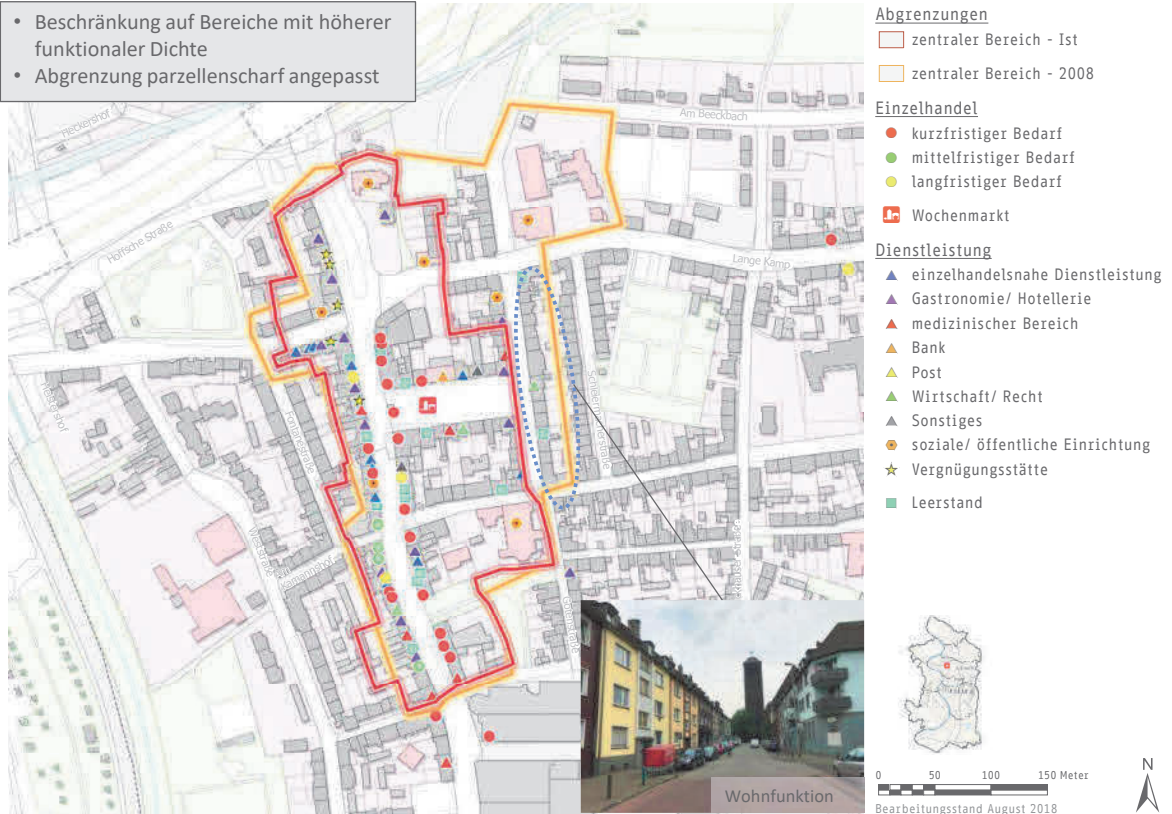 • Beschränkung auf Bereiche mit höherer
funktionaler Dichte
• Abgrenzung parzellenscharf angepasst
Abgrenzungen
zentraler Bereich - Ist
zentraler Bereich - 2008
Einzelhandel
kurzfristiger Bedarf
mittelfristiger Bedarf
langfristiger Bedarf
Wochenmarkt
Dienstleistung
einzelhandelsnahe Dienstleistung
Gastronomie/ Hotellerie
medizinischer Bereich
Bank
Post
Wirtschaft/ Recht
Sonstiges
soziale/ öffentliche Einrichtung
Vergnügungsstätte
Leerstand
Heckershof
Am Beeckbach
Hoffsche Straße
Lange Kamp
Fontanestraße
Wohnfunktion
0 50 100 150 Meter
Bearbeitungsstand August 2018
N